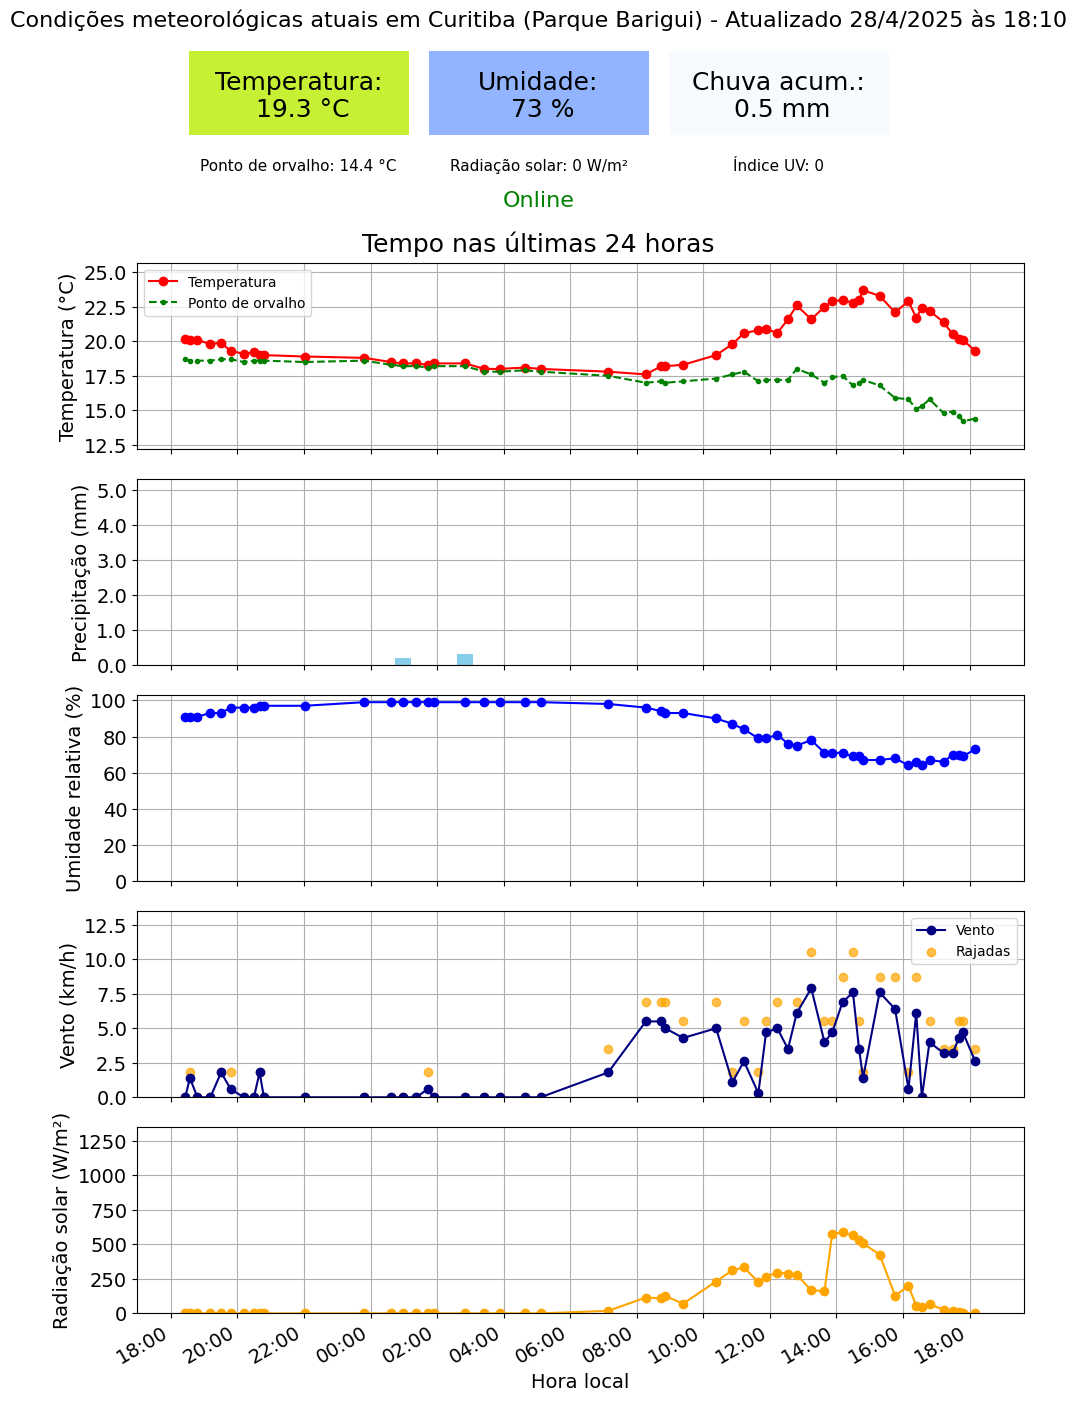 Condições meteorológicas atuais em Curitiba (Parque Barigui) - Atualizado 28/4/2025 às 18:10
Temperatura:
19.3 °C
Umidade:
73 %
Chuva acum.:
0.5 mm
Ponto de orvalho: 14.4 °C
Radiação solar: 0 W/m²
Índice UV: 0
Online
Tempo nas últimas 24 horas
Temperatura (°C)
25.0
22.5
20.0
17.5
15.0
12.5
Temperatura
Ponto de orvalho
Precipitação (mm)
5.0
4.0
3.0
2.0
1.0
0.0
Umidade relativa (%)
100
80
60
40
20
0
Vento (km/h)
12.5
10.0
7.5
5.0
2.5
0.0
Vento
Rajadas
Radiação solar (W/m²)
1250
1000
750
500
250
0
18:00
20:00
22:00
00:00
02:00
04:00
06:00
08:00
10:00
12:00
14:00
16:00
18:00
Hora local